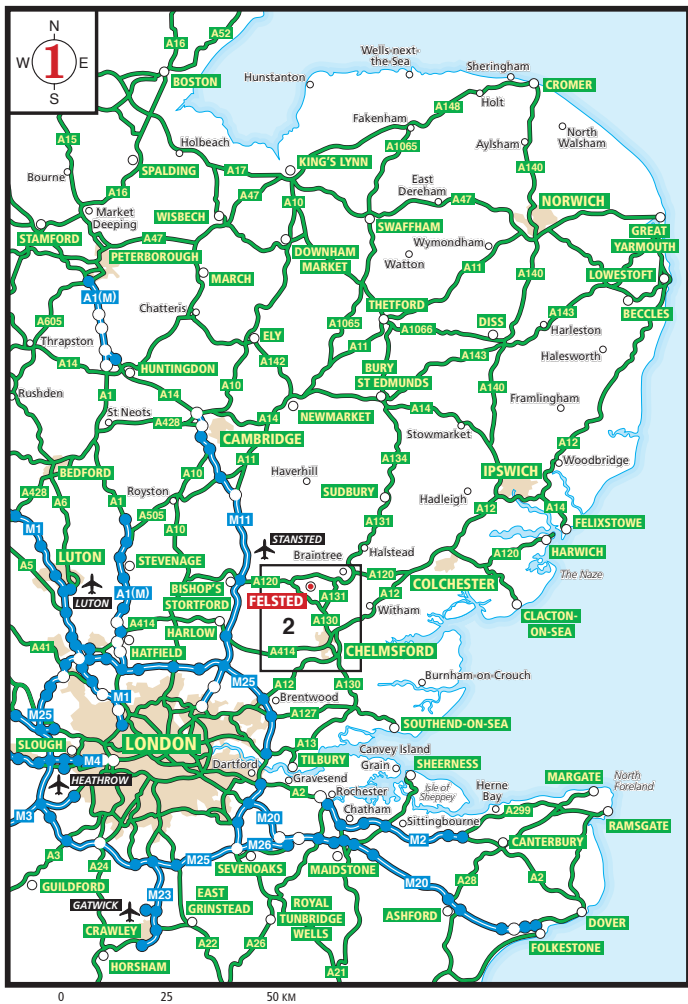 N
W 1 E
S
A16
A52
BOSTON
Hunstanton
Wells-next-
the-Sea
Sheringham
CROMER
A148
Holt
Fakenham
A15
Holbeach
A1065
Aylsham
North
Walsham
SPALDING
A17
KING'S LYNN
A140
Bourne
A16
A47
A10
East
Dereham
A47
NORWICH
Market
Deeping
WISBECH
SWAFFHAM
GREAT
YARMOUTH
STAMFORD
A47
DOWNHAM
MARKET
Wymondham
PETERBOROUGH
Watton
A11
MARCH
A140
LOWESTOFT
A1(M)
THETFORD
BECCLES
Chatteris
A143
A605
A1065
A1066
DISS
Harleston
Thrapston
ELY
A11
A14
A142
BURY
ST EDMUNDS
A143
Halesworth
HUNTINGDON
A10
A140
Rushden
A1
A14
NEWMARKET
A14
Framlingham
St Neots
A428
A14
Stowmarket
CAMBRIDGE
A12
A11
A134
Woodbridge
BEDFORD
A10
Haverhill
IPSWICH
A428
A6
A1
Royston
SUDBURY
Hadleigh
A505
A12
A14
M1
A10
M11
A131
FELIXSTOWE
STANSTED
Halstead
HARWICH
LUTON
STEVENAGE
Braintree
A120
A5
A120
A120
COLCHESTER
The Naze
LUTON
A1(M)
BISHOP'S
STORTFORD
FELSTED
A131
A12
Witham
CLACTON-
ON-SEA
A414
HARLOW
2
A130
A41
HATFIELD
A414
CHELMSFORD
M25
A12
A130
Burnham-on-Crouch
M1
Brentwood
M25
A127
SOUTHEND-ON-SEA
SLOUGH
LONDON
A13
M4
TILBURY
Canvey Island
HEATHROW
Dartford
Grain
SHEERNESS
Gravesend
MARGATE
North
Foreland
A2
Rochester
Isle of
Sheppey
Herne
Bay
M3
M20
Chatham
A299
RAMSGATE
Sittingbourne
M2
A3
M26
CANTERBURY
A24
M25
SEVENOAKS
MAIDSTONE
GUILDFORD
M20
A28
A2
M23
EAST
GRINSTEAD
ROYAL
TUNBRIDGE
WELLS
GATWICK
ASHFORD
DOVER
CRAWLEY
A22
A26
FOLKESTONE
HORSHAM
A21
0 25 50 KM